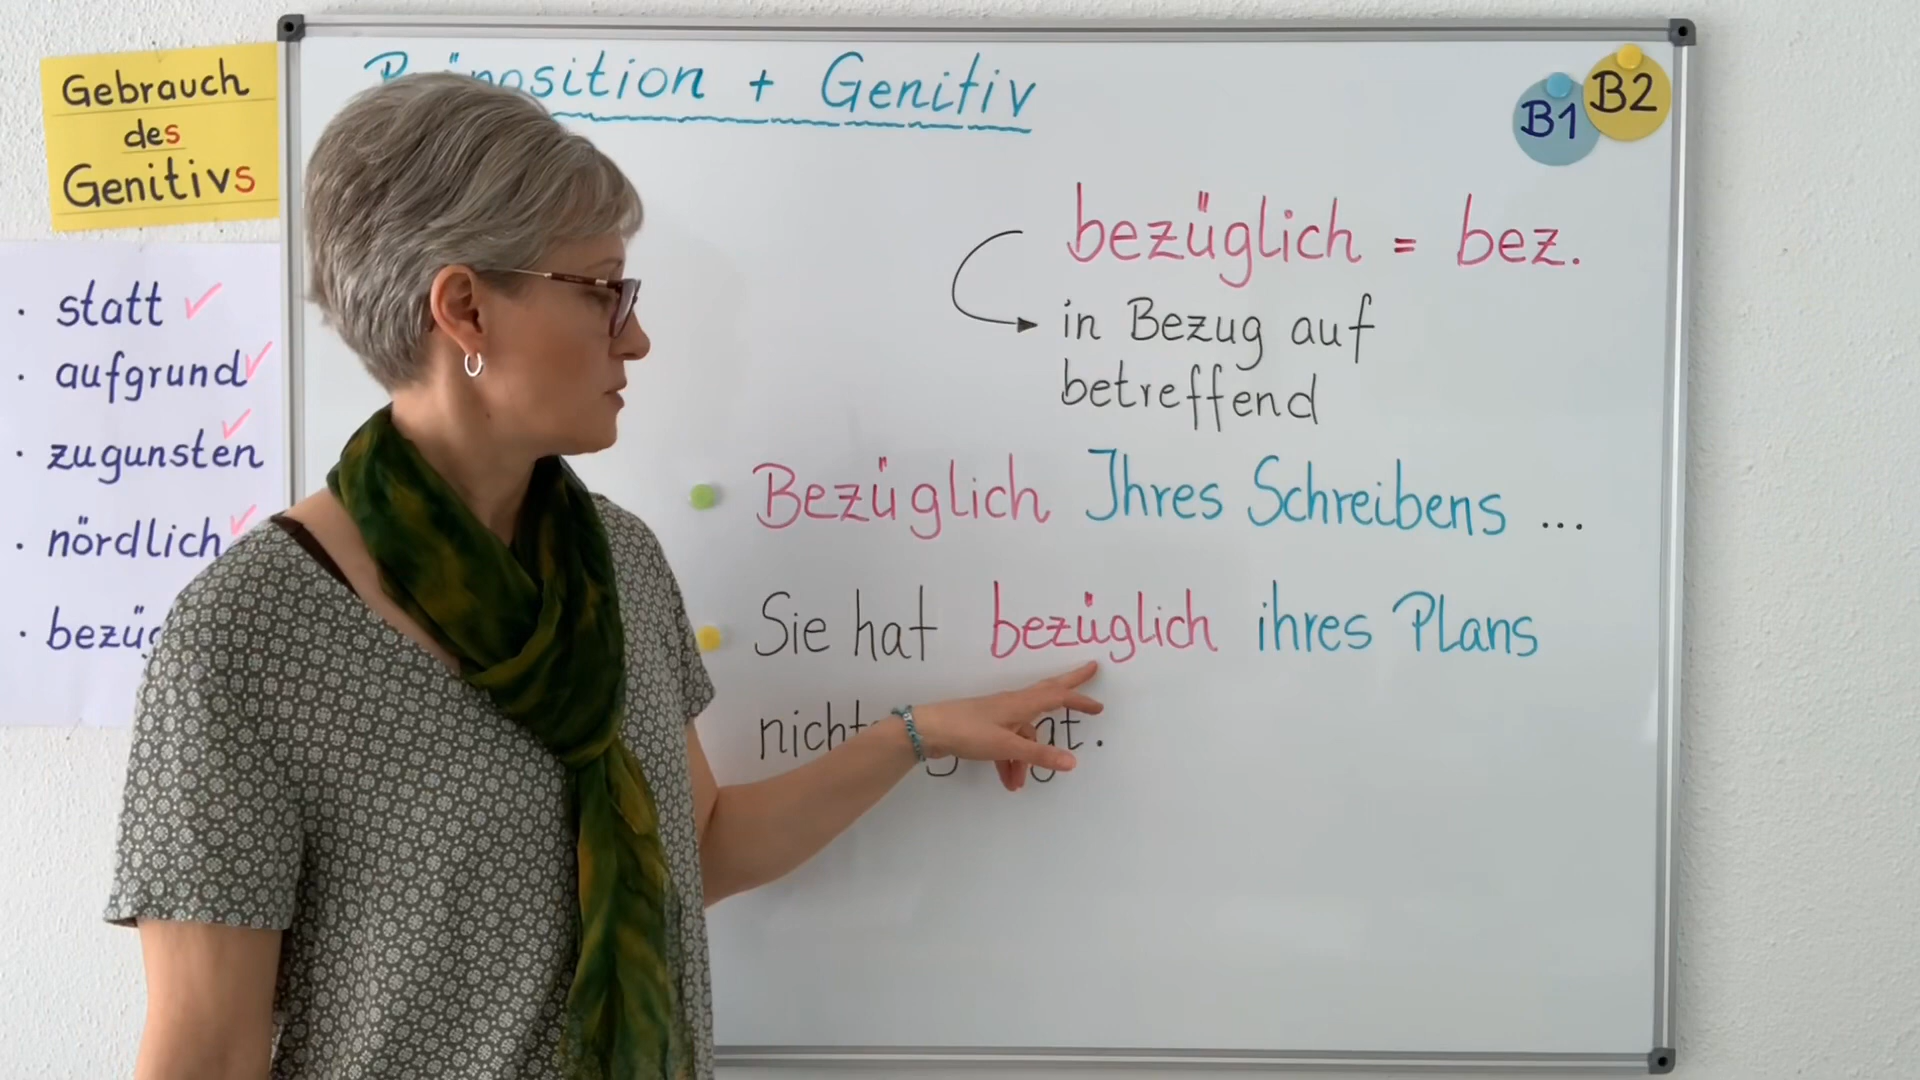 Gebrauch
des
Genitivs
· statt ✓
· aufgrund ✓
· zugunsten ✓
· nördlich ✓
+ Genitiv
B1
B2
bezüglich = bez.
in Bezug auf
betreffend
Bezüglich Ihres Schreibens ...
Sie hat bezüglich ihres Plans